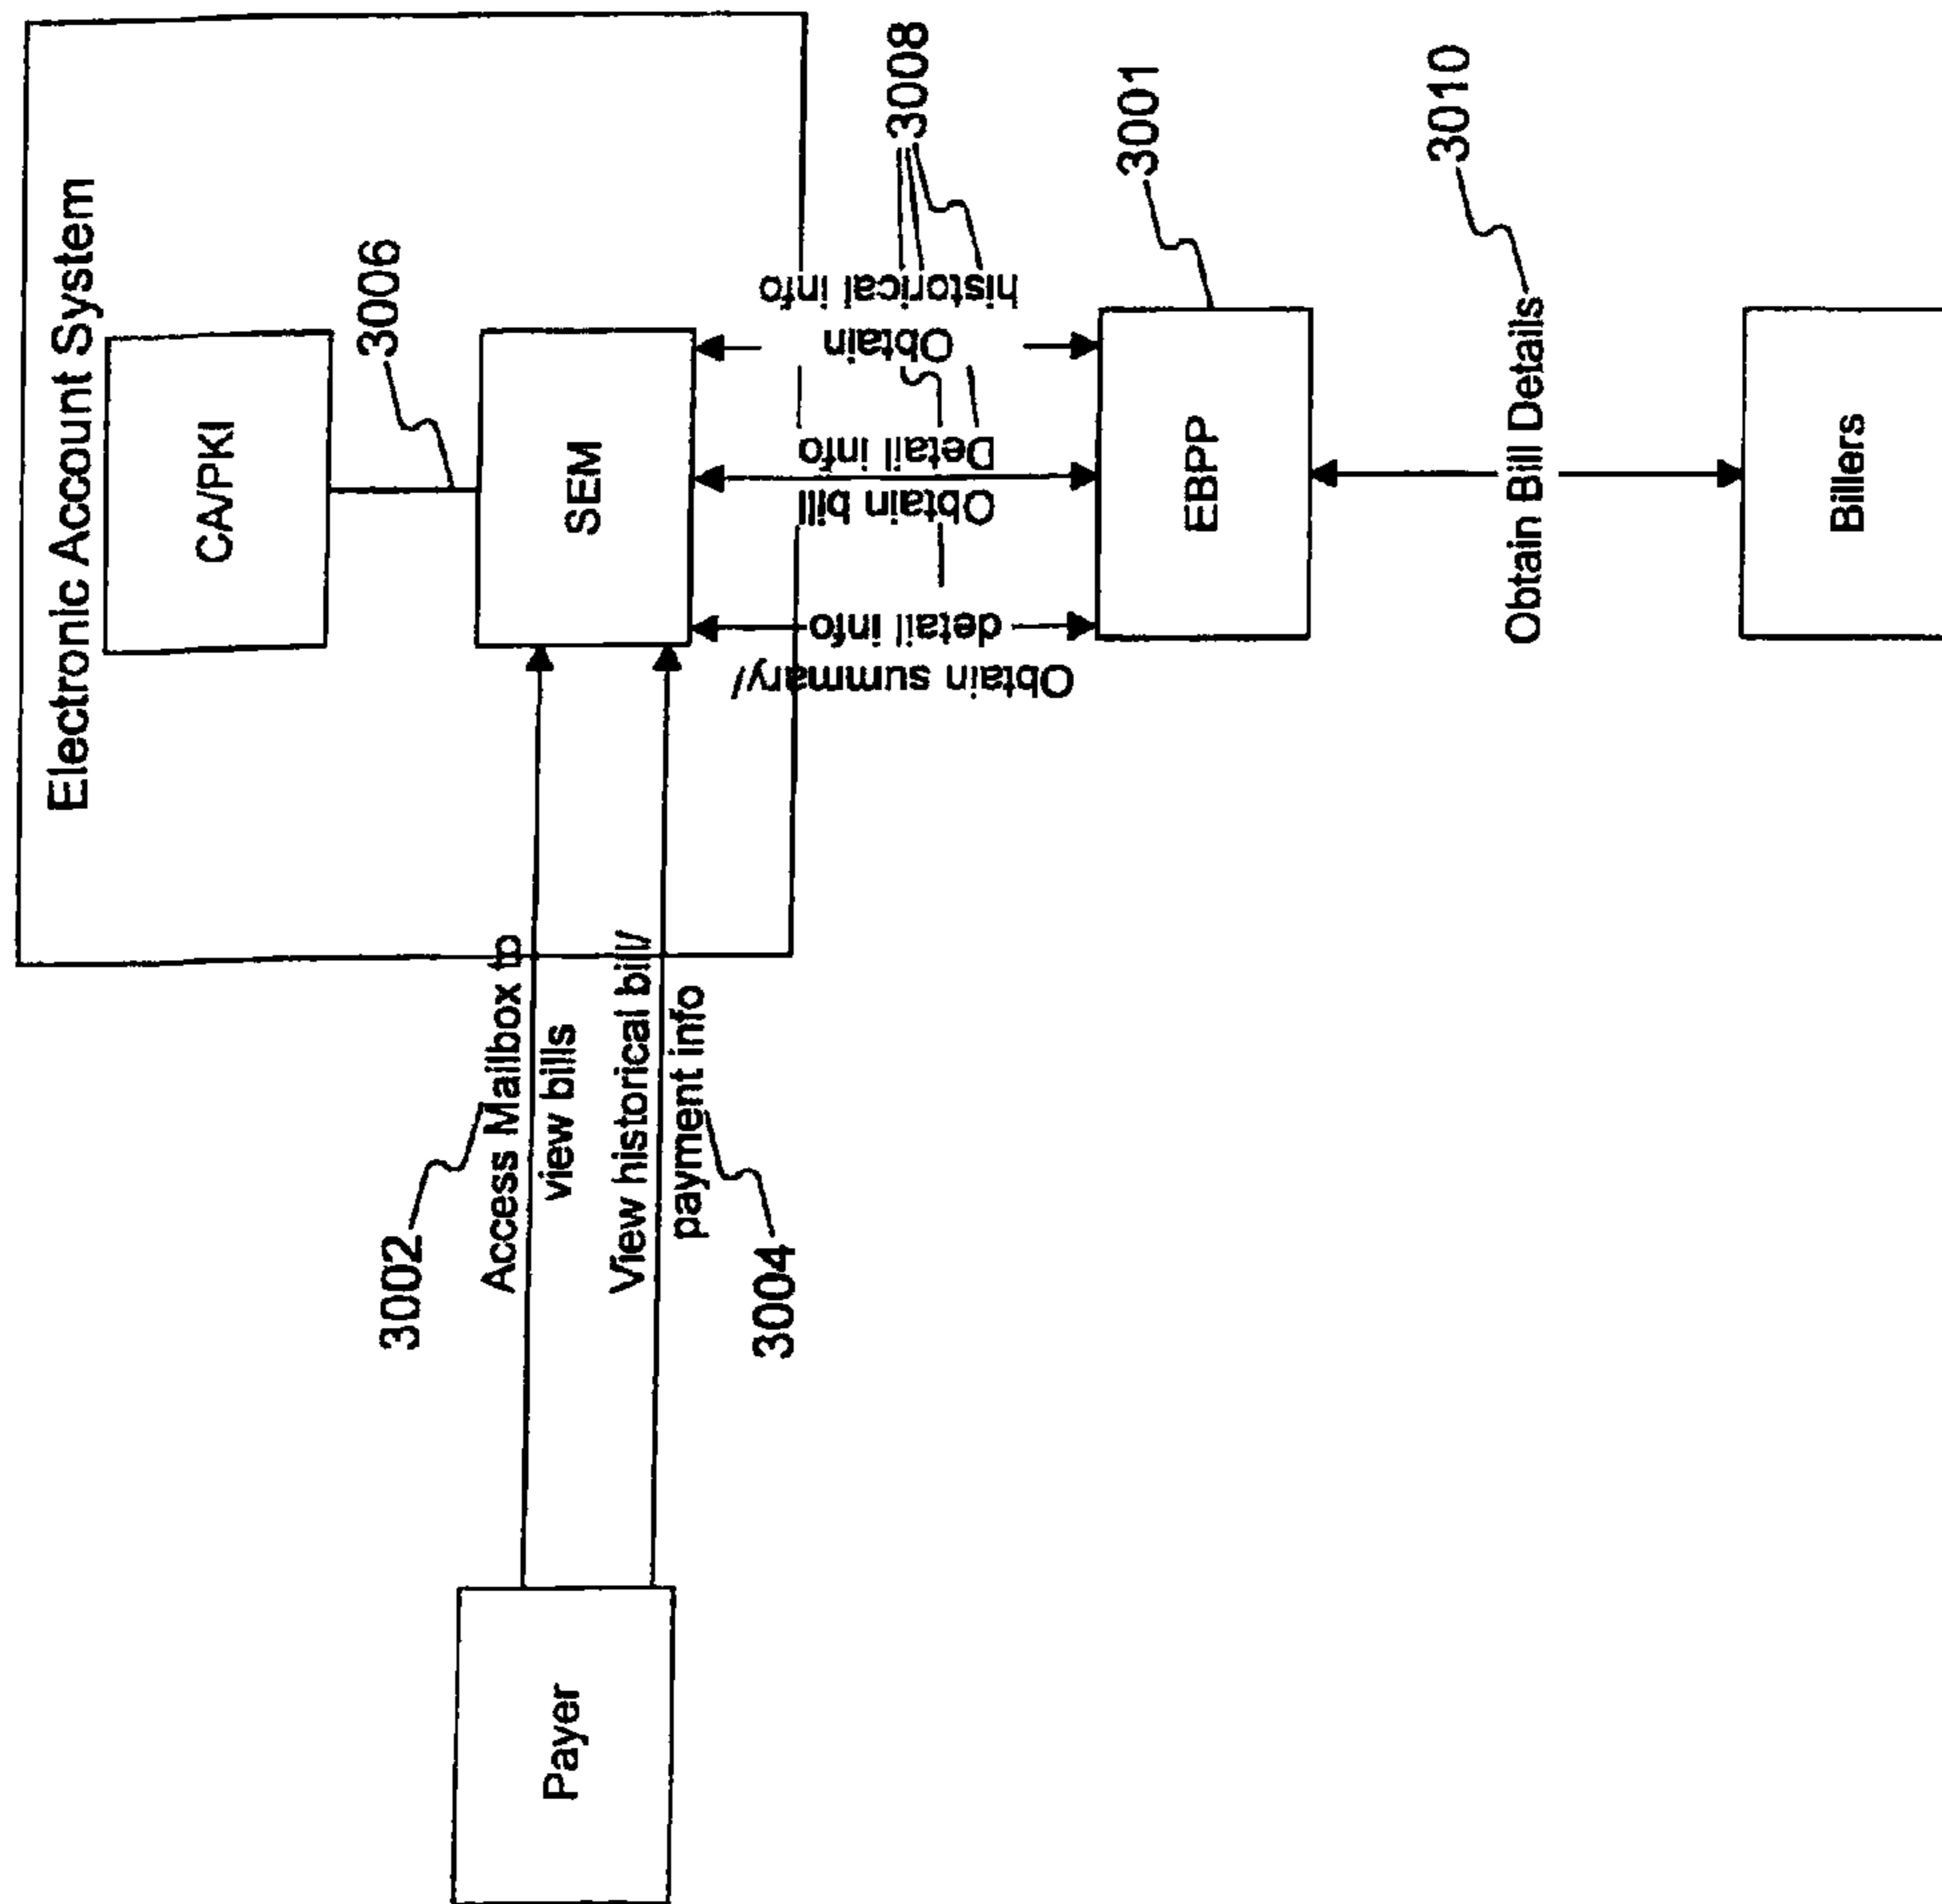 Electronic Account System
CA/PKI
3006
SEM
3002
Access Mailbox to
view bills
View historical bill/
payment info
3004
Payer
Obtain summary/
detail info
Obtain bill
Detail info
Obtain
historical info
3008
EBPP
3001
Obtain Bill Details
3010
Billers